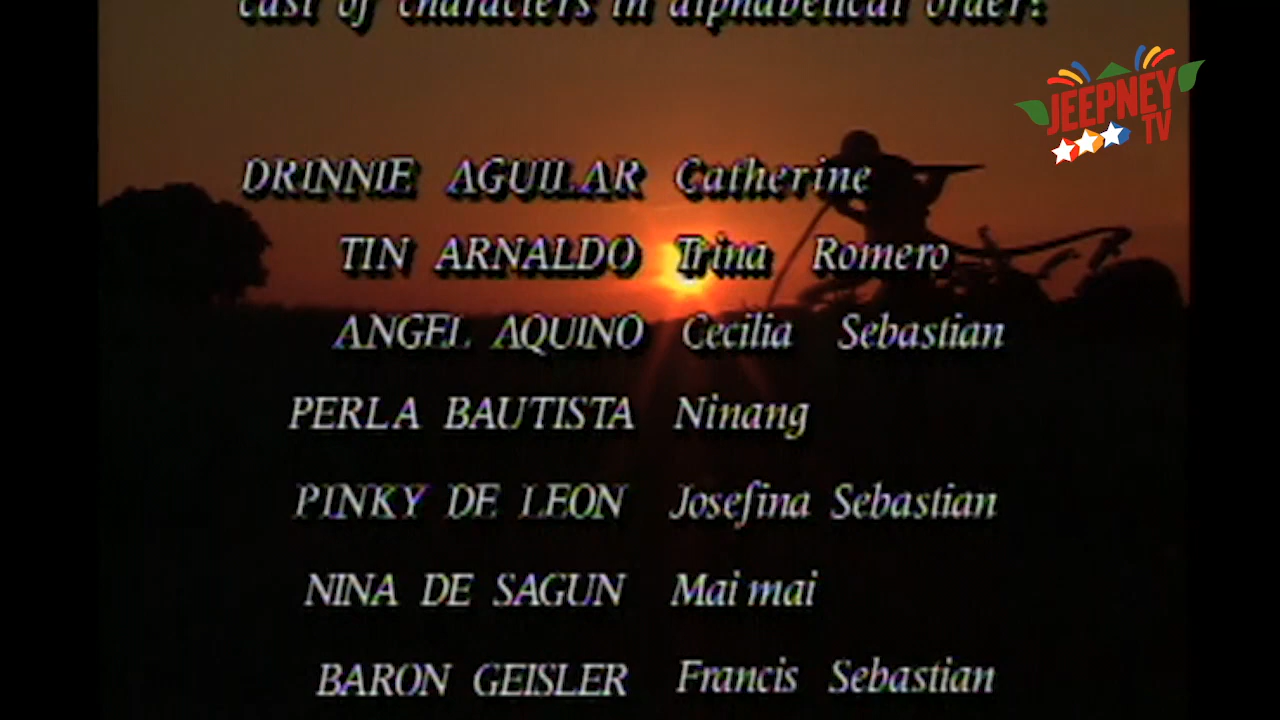 cast of characters in alphabetical order:
JEEPNEY
TV
DRINNIE AGUILAR Catherine
TIN ARNALDO Trina Romero
ANGEL AQUINO Cecilia Sebastian
PERLA BAUTISTA Ninang
PINKY DE LEON Josefina Sebastian
NINA DE SAGUN Mai mai
BARON GEISLER Francis Sebastian